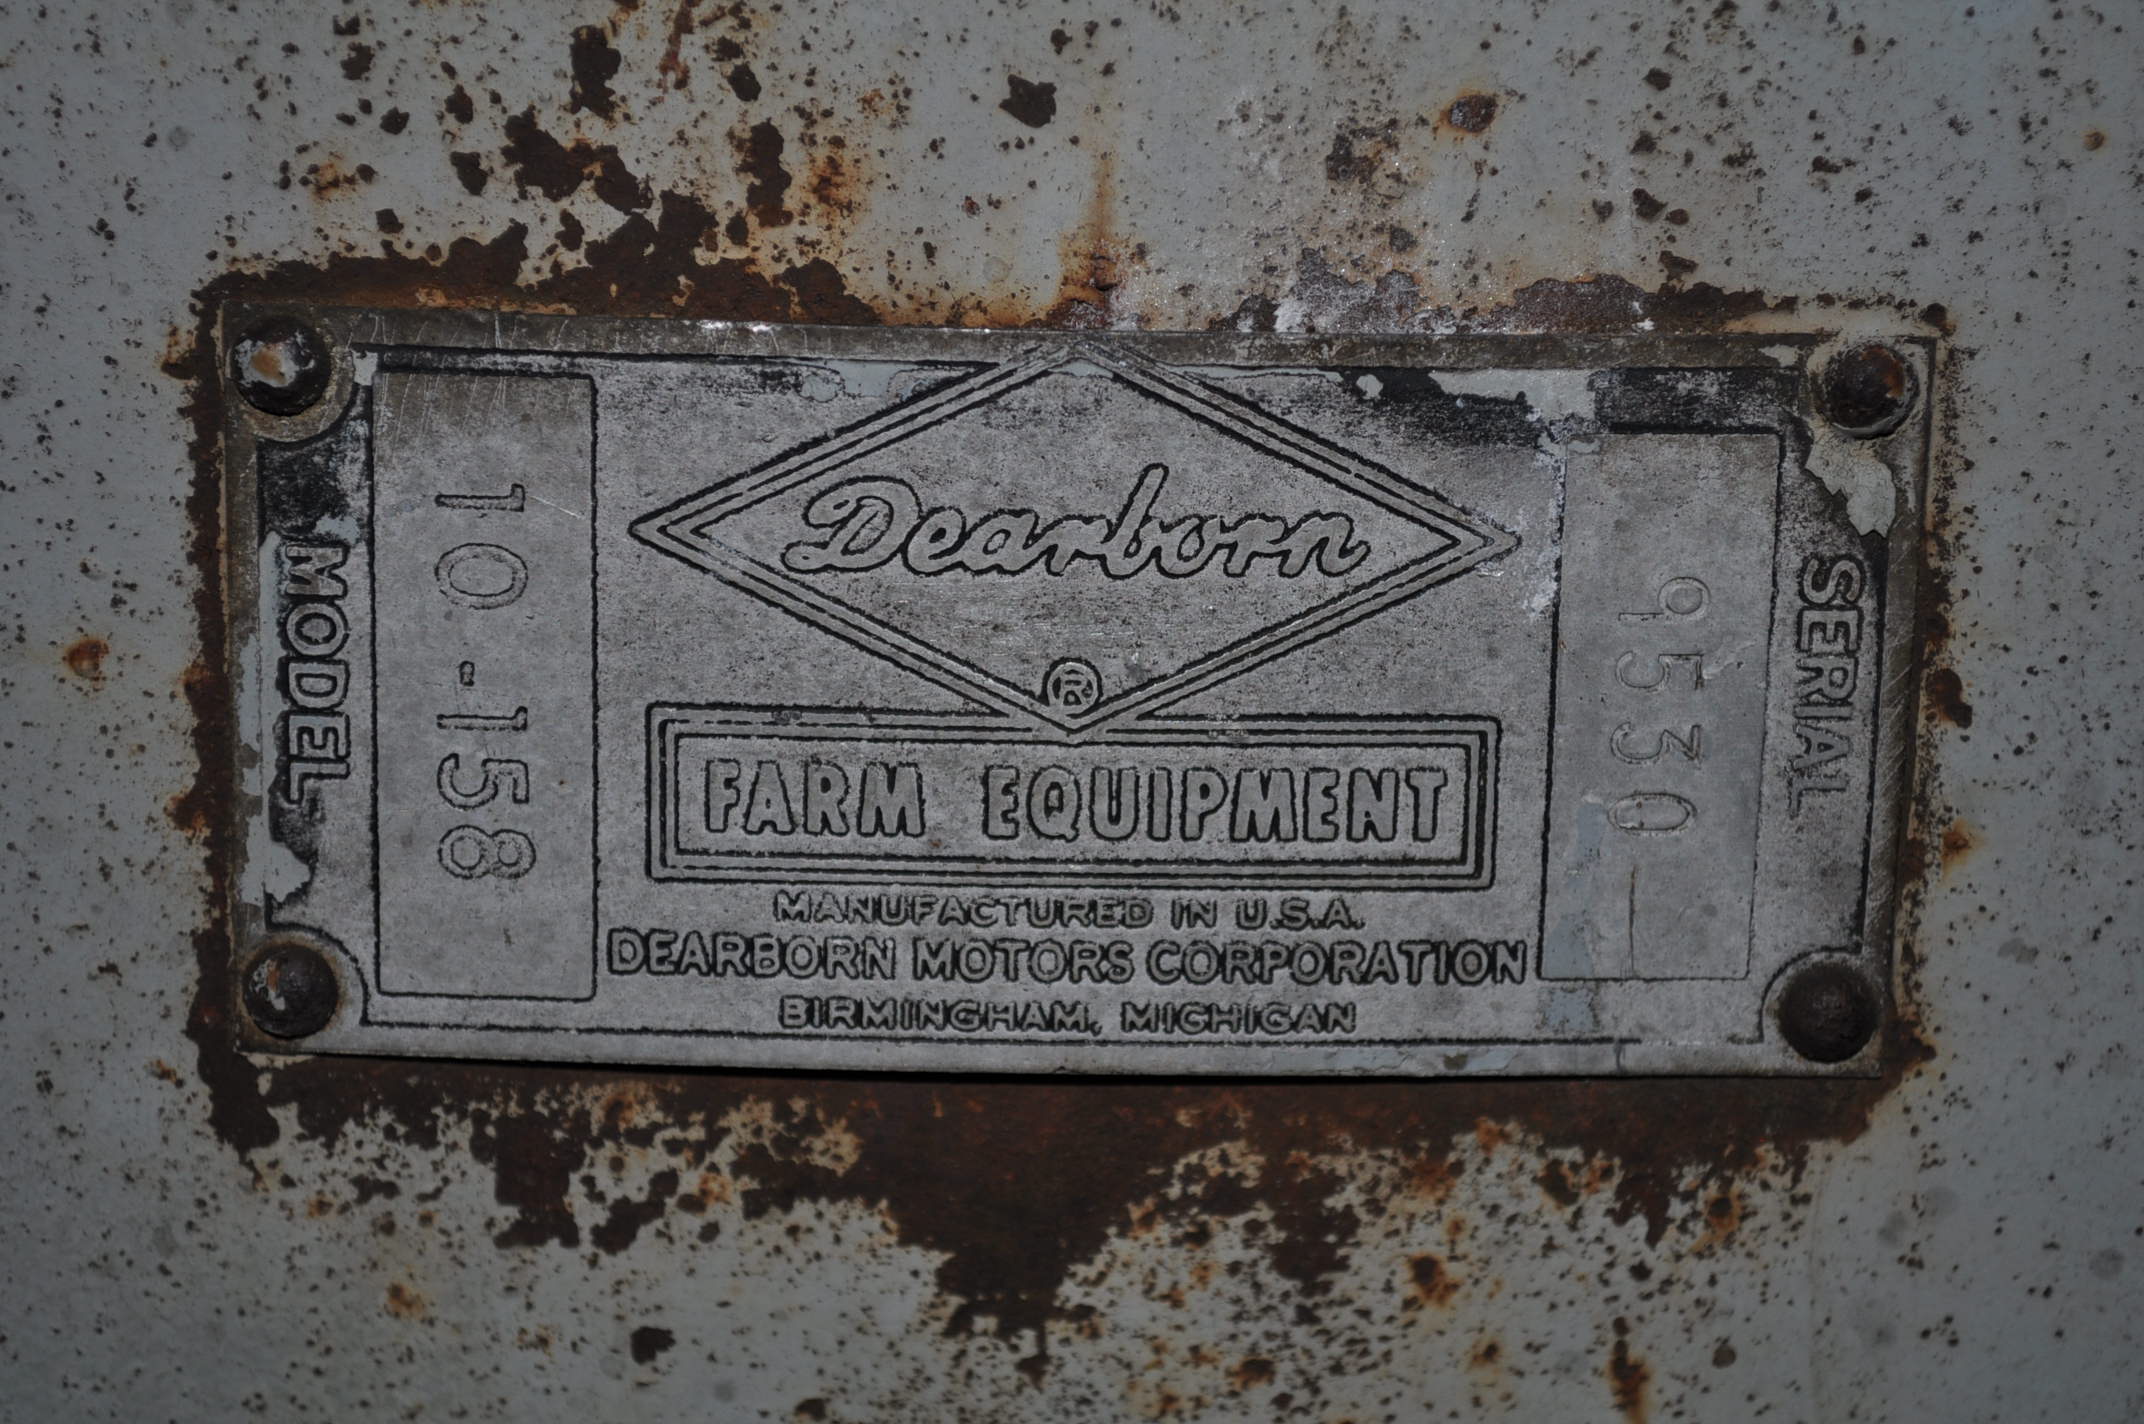 MODEL
10-158
Dearborn
®
FARM EQUIPMENT
MANUFACTURED IN U.S.A.
DEARBORN MOTORS CORPORATION
BIRMINGHAM, MICHIGAN
9530
SERIAL